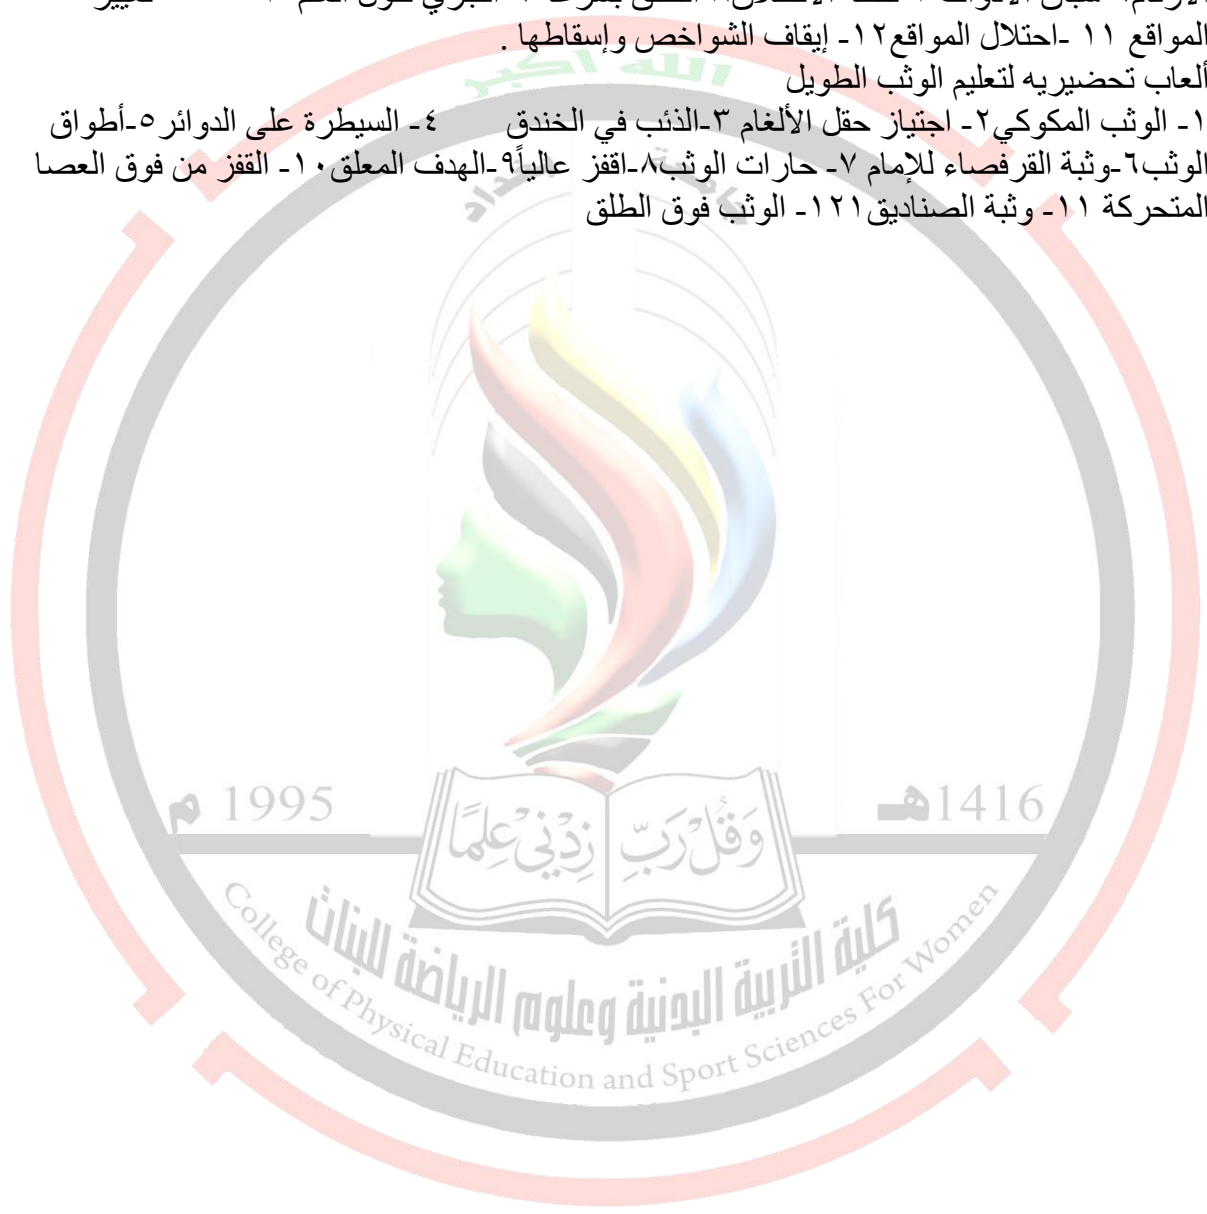 المواقع ١١ -احتلال المواقع١٢- إيقاف الشواخص وإسقاطها .
ألعاب تحضيريه لتعليم الوثب الطويل
١- الوثب المكوكي٢- اجتياز حقل الألغام ٣-الذئب في الخندق ٤- السيطرة على الدوائر٥-أطواق
الوثب٦-وثبة القرفصاء للإمام ٧- حارات الوثب٨-اقفز عالياً٩-الهدف المعلق١٠- القفز من فوق العصا
المتحركة ١١- وثبة الصناديق١٢١- الوثب فوق الطلق
الله اكبر
1995 م
1416هـ
وَقُلْ رَبِّ زِدْنِي عِلْمًا
كلية التربية البدنية وعلوم الرياضة للبنات
College of Physical Education and Sport Sciences For Women